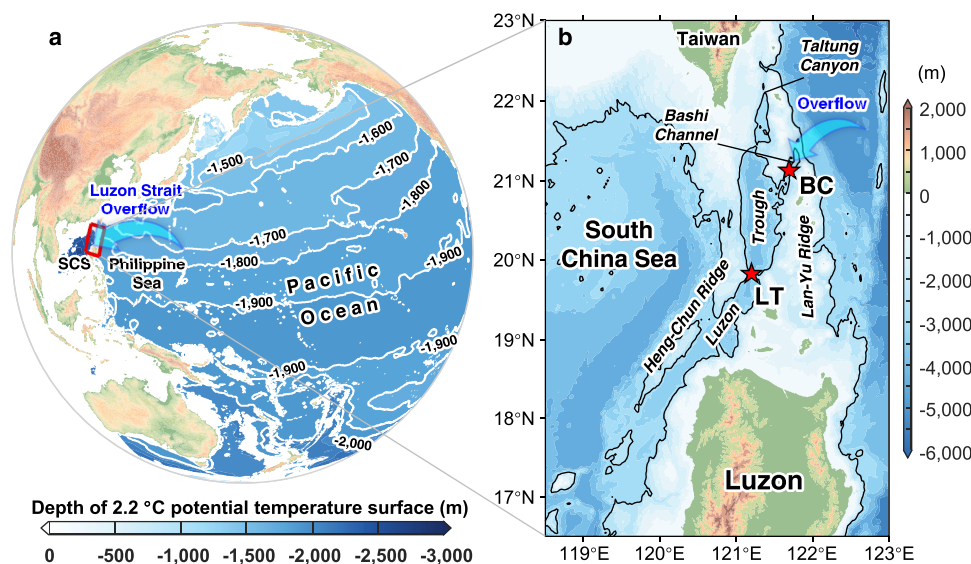 a
-1,500
-1,600
-1,700
-1,800
Luzon Strait
Overflow
-1,700
-1,800
-1,900
SCS
Philippine
Sea
Pacific
Ocean
-1,900
-1,900
-1,900
-2,000
Depth of 2.2 °C potential temperature surface (m)
0 -500 -1,000 -1,500 -2,000 -2,500 -3,000
b
23°N
22°N
21°N
20°N
19°N
18°N
17°N
119°E 120°E 121°E 122°E 123°E
Taiwan
Taltung
Canyon
Overflow
Bashi
Channel
BC
South
China Sea
Trough
Luzon
LT
Heng-Chun Ridge
Lan-Yu Ridge
Luzon
(m)
2,000
1,000
0
-1,000
-2,000
-3,000
-4,000
-5,000
-6,000